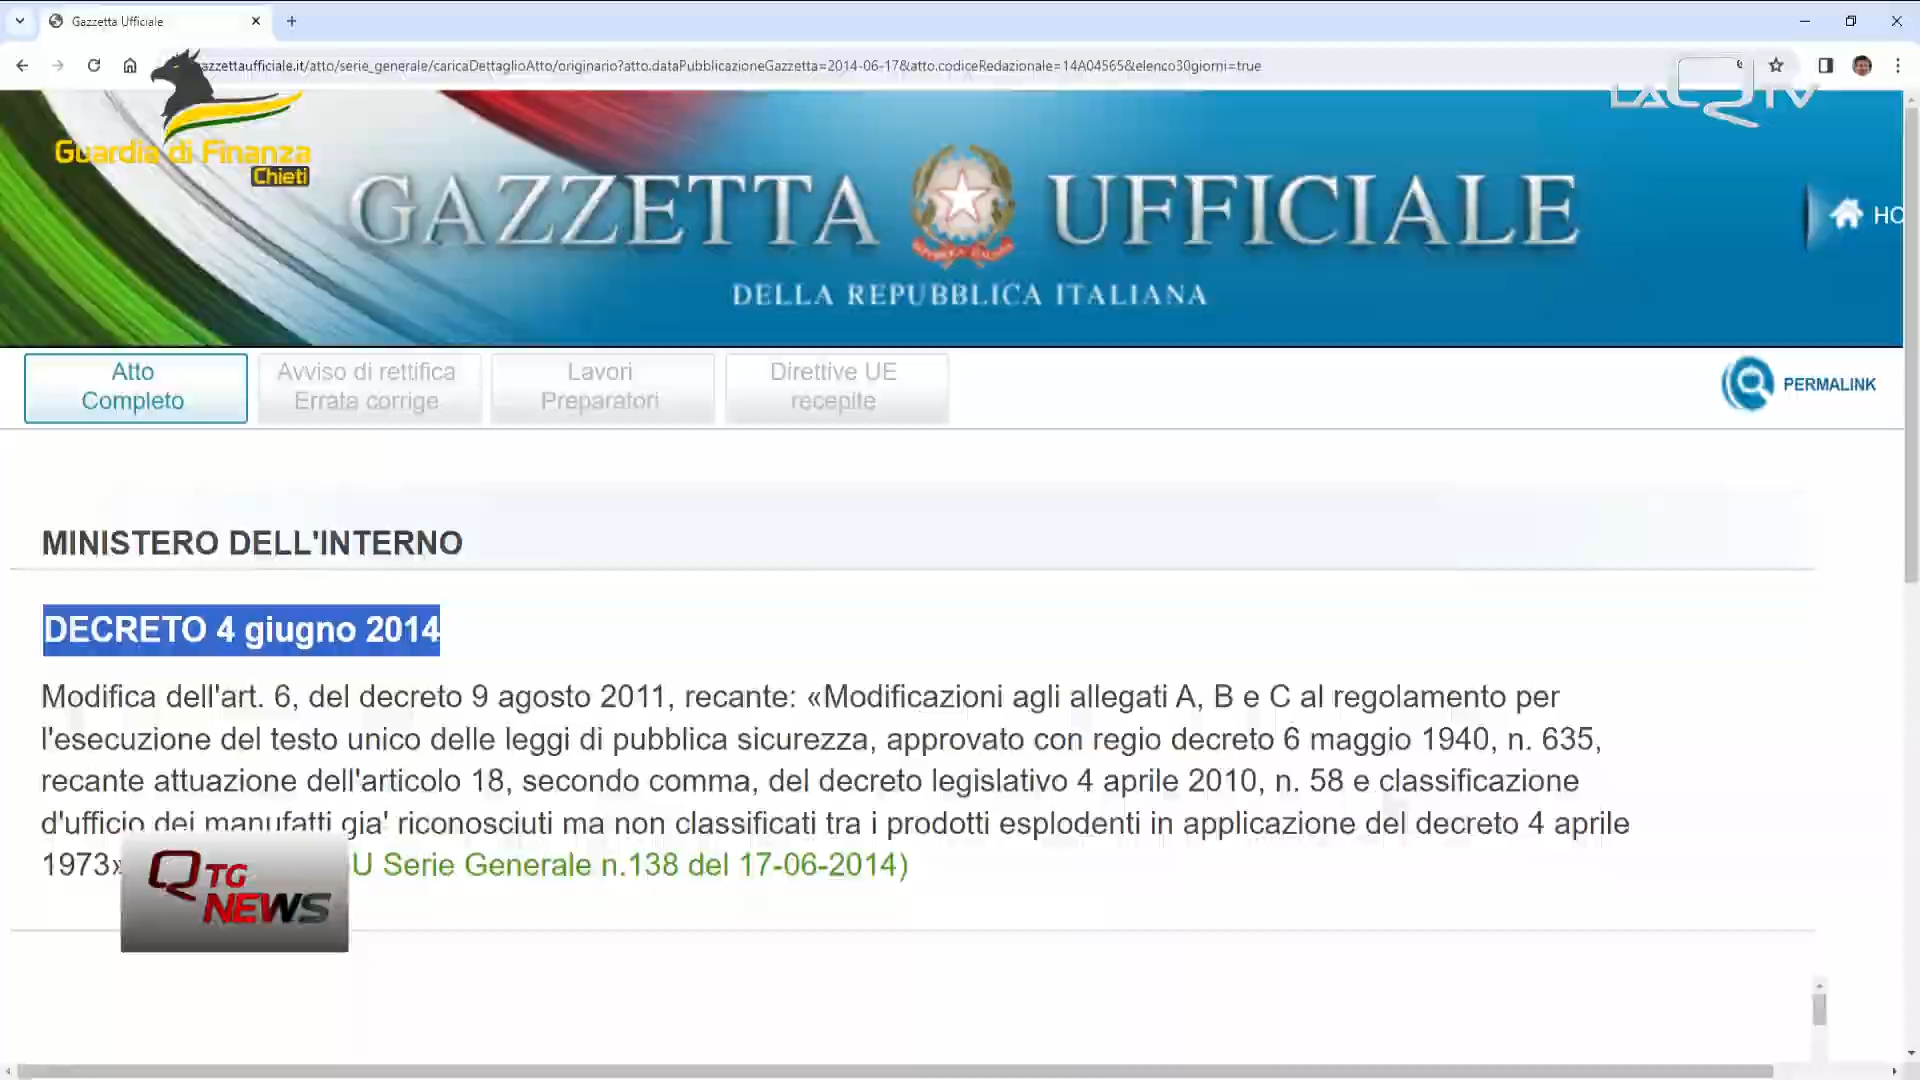 Gazzetta Ufficiale
azzettaufficiale.it/atto/serie_generale/caricaDettaglioAtto/originario?atto.dataPubblicazioneGazzetta=2014-06-17&atto.codiceRedazionale=14A04565&elenco30giorni=true
LAQTV
Guardia di Finanza
Chieti
GAZZETTA UFFICIALE
DELLA REPUBBLICA ITALIANA
HO
Atto
Completo
Avviso di rettifica
Errata corrige
Lavori
Preparatori
Direttive UE
recepite
PERMALINK
MINISTERO DELL'INTERNO
DECRETO 4 giugno 2014
Modifica dell'art. 6, del decreto 9 agosto 2011, recante: «Modificazioni agli allegati A, B e C al regolamento per
l'esecuzione del testo unico delle leggi di pubblica sicurezza, approvato con regio decreto 6 maggio 1940, n. 635,
recante attuazione dell'articolo 18, secondo comma, del decreto legislativo 4 aprile 2010, n. 58 e classificazione
d'ufficio dei manufatti gia' riconosciuti ma non classificati tra i prodotti esplodenti in applicazione del decreto 4 aprile
1973» U Serie Generale n.138 del 17-06-2014)
Q TG
NEWS